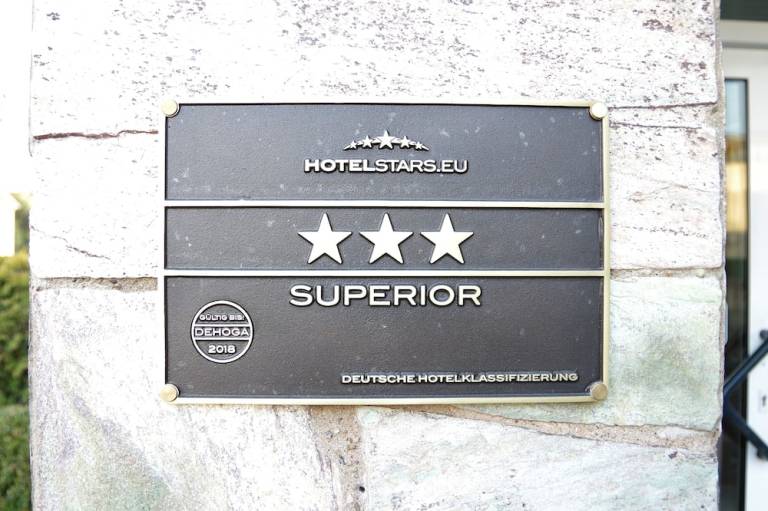 HOTELSTARS.EU
SUPERIOR
GÜLTIG BIS:
DEHOGA
2018
DEUTSCHE HOTELKLASSIFIZIERUNG